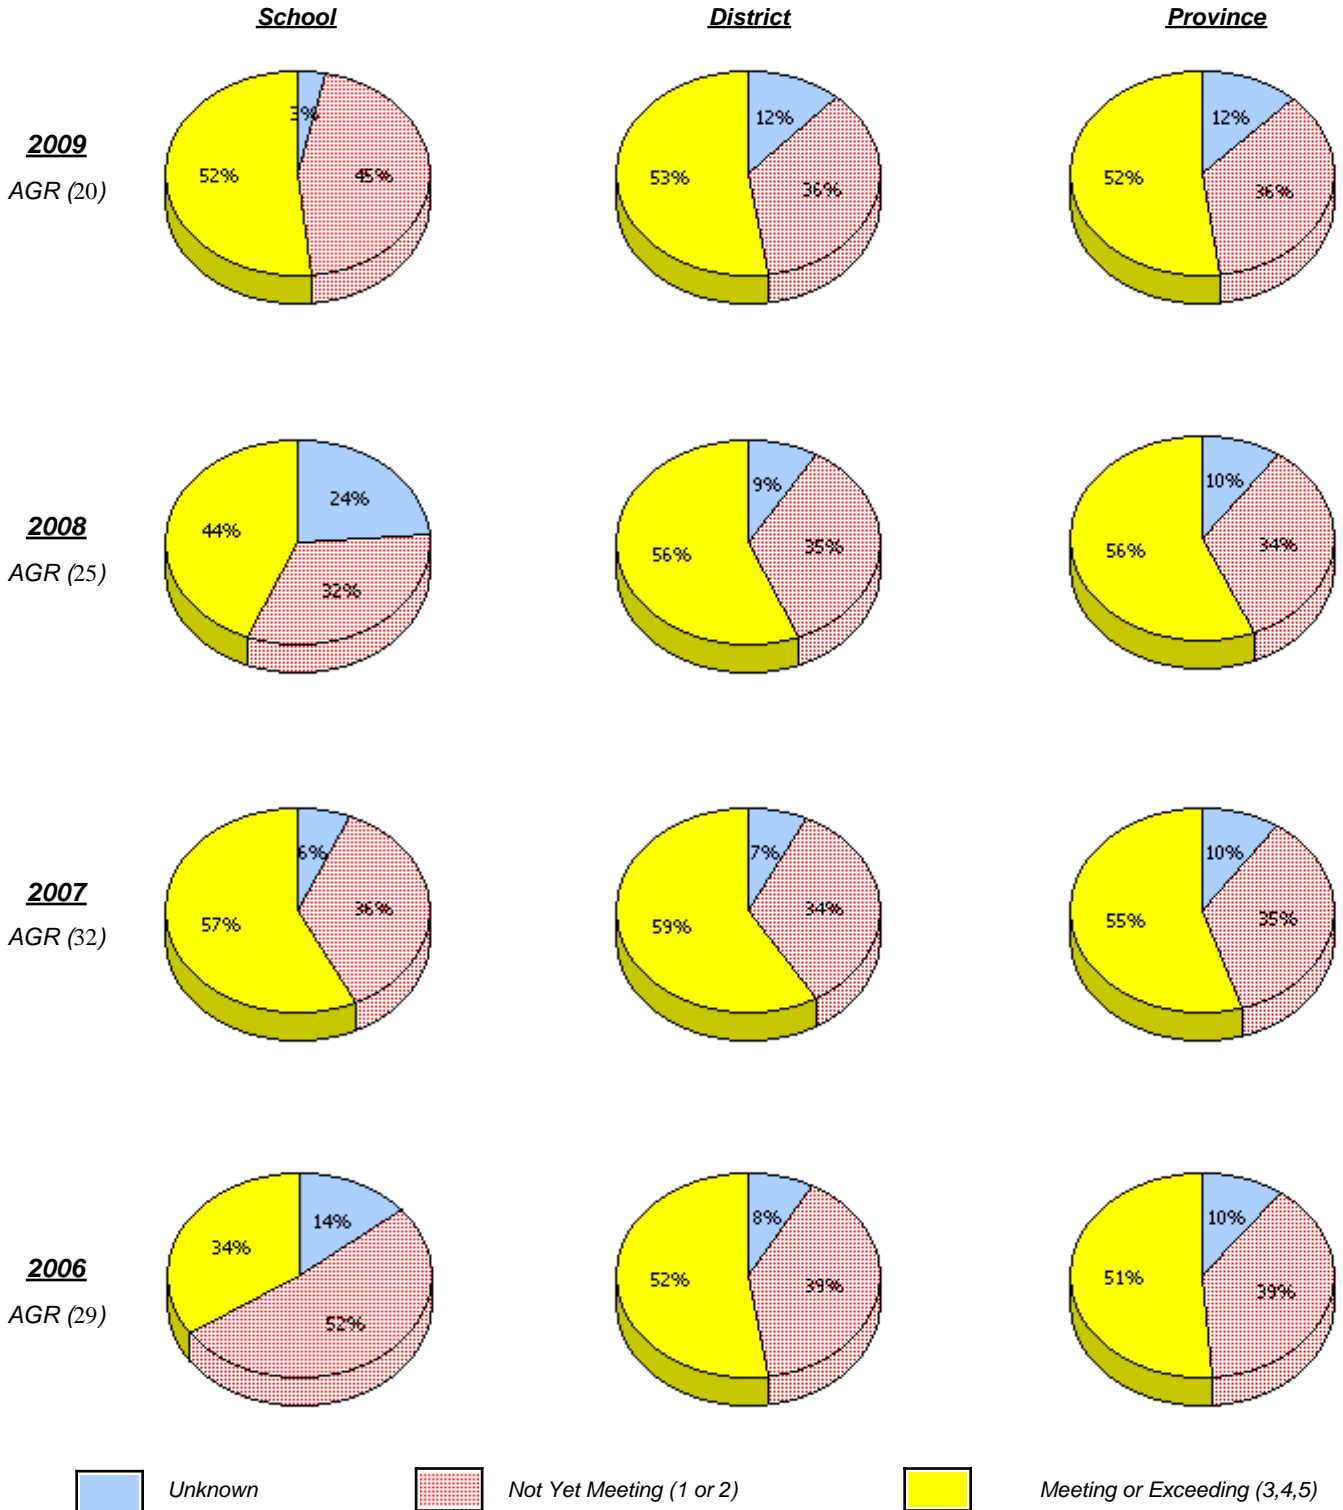 School District Province
2009
AGR (20)
3% 45% 52%
12% 36% 53%
12% 36% 52%
2008
AGR (25)
24% 32% 44%
9% 35% 56%
10% 34% 56%
2007
AGR (32)
6% 36% 57%
7% 34% 59%
10% 35% 55%
2006
AGR (29)
14% 52% 34%
8% 39% 52%
10% 39% 51%
Unknown Not Yet Meeting (1 or 2) Meeting or Exceeding (3,4,5)